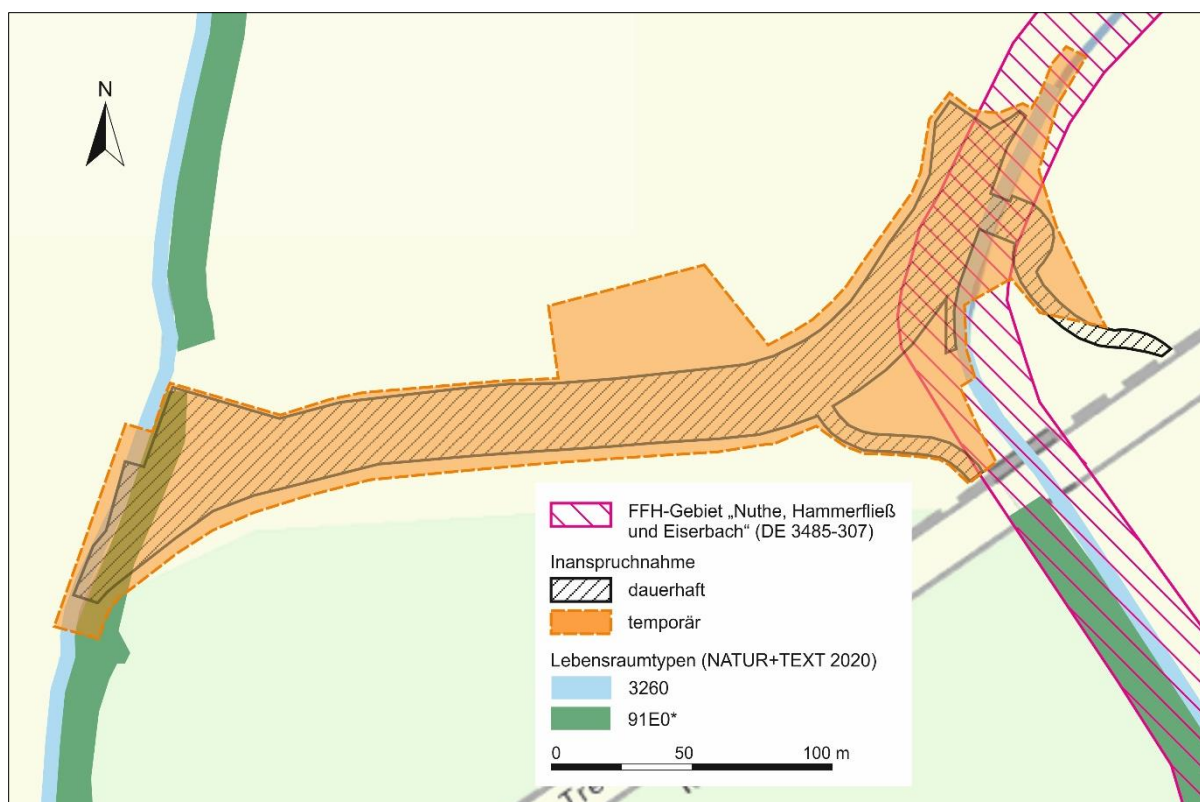 N
FFH-Gebiet „Nuthe, Hammerfließ
und Eiserbach“ (DE 3485-307)
Inanspruchnahme
dauerhaft
temporär
Lebensraumtypen (NATUR+TEXT 2020)
3260
91E0*
0 50 100 m
Tre